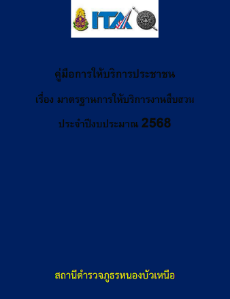 ITA
คู่มือการให้บริการประชาชน
เรื่อง มาตรฐานการให้บริการงานสืบสวน
ประจำปีงบประมาณ 2568
สถานีตำรวจภูธรหนองบัวเหนือ